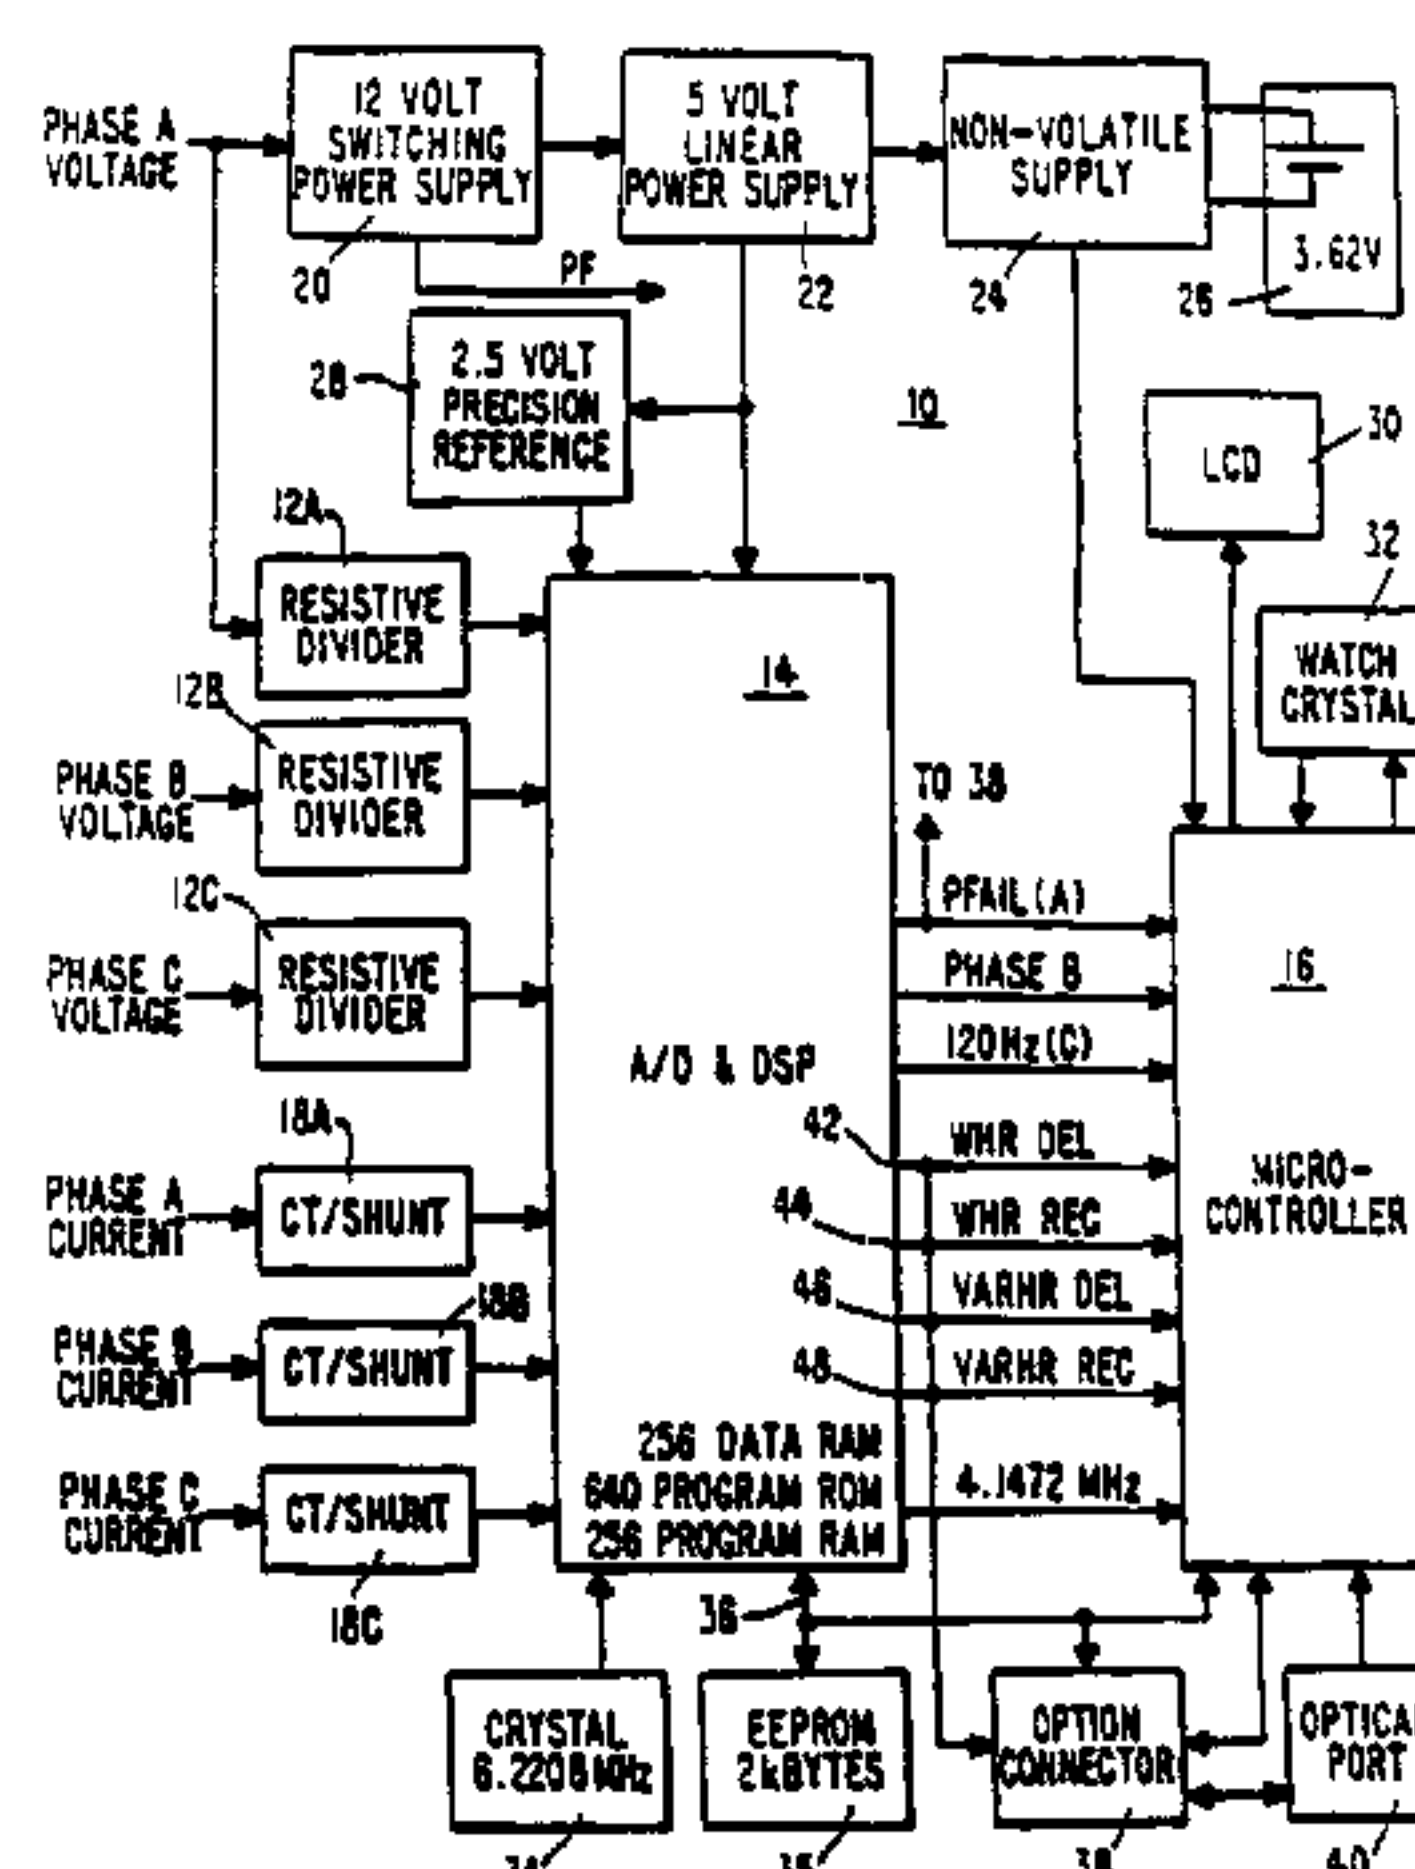 PHASE A
VOLTAGE
12 VOLT
SWITCHING
POWER SUPPLY
20
PF
5 VOLT
LINEAR
POWER SUPPLY
22
NON-VOLATILE
SUPPLY
24
3.62V
26
2.5 VOLT
PRECISION
REFERENCE
28
10
LCD
30
32
WATCH
CRYSTAL
12A
RESISTIVE
DIVIDER
12B
PHASE B
VOLTAGE
RESISTIVE
DIVIDER
12C
PHASE C
VOLTAGE
RESISTIVE
DIVIDER
14
A/D & DSP
TO 38
PFAIL(A)
PHASE B
120Hz(C)
42
WHR DEL
44
WHR REC
46
VARHR DEL
48
VARHR REC
4.1472 MHz
16
MICRO-
CONTROLLER
18A
PHASE A
CURRENT
CT/SHUNT
18B
PHASE B
CURRENT
CT/SHUNT
PHASE C
CURRENT
CT/SHUNT
18C
256 DATA RAM
640 PROGRAM ROM
256 PROGRAM RAM
36
CRYSTAL
6.2208MHz
EEPROM
2kBYTES
OPTION
CONNECTOR
OPTICA
PORT